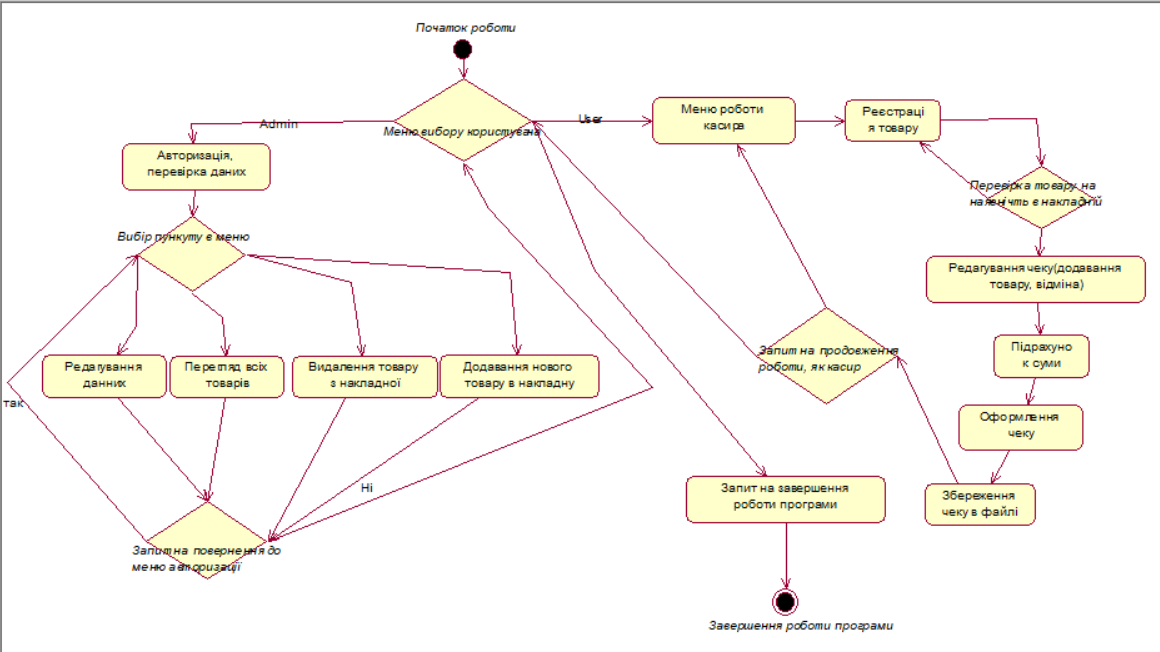 Початок роботи
Admin
Меню вибору користувача
User
Меню роботи
касира
Реєстраці
я товару
Авторизація,
перевірка даних
Перевірка товару на
наявнічть в накладній
Вибір пункуту в меню
Редагування чеку(додавання
товару, відміна)
Редагування
данних
Перегляд всіх
товарів
Видалення товару
з накладної
Додавання нового
товару в накладну
Запит на продовження
роботи, як касир
Підрахуно
к суми
так
Оформлення
чеку
Ні
Запит на завершення
роботи програми
Збереження
чеку в файлі
Запит на повернення до
меню авторизації
Завершення роботи програми